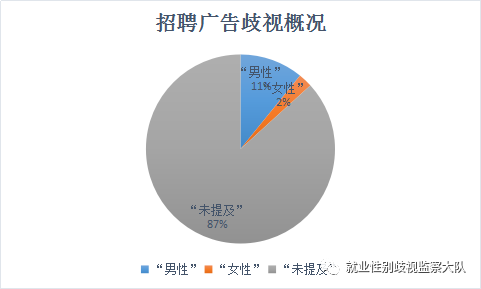 招聘广告歧视概况
“男性”
11%
“女性”
2%
“未提及”
87%
“男性” “女性” “未提及”
就业性别歧视监察大队